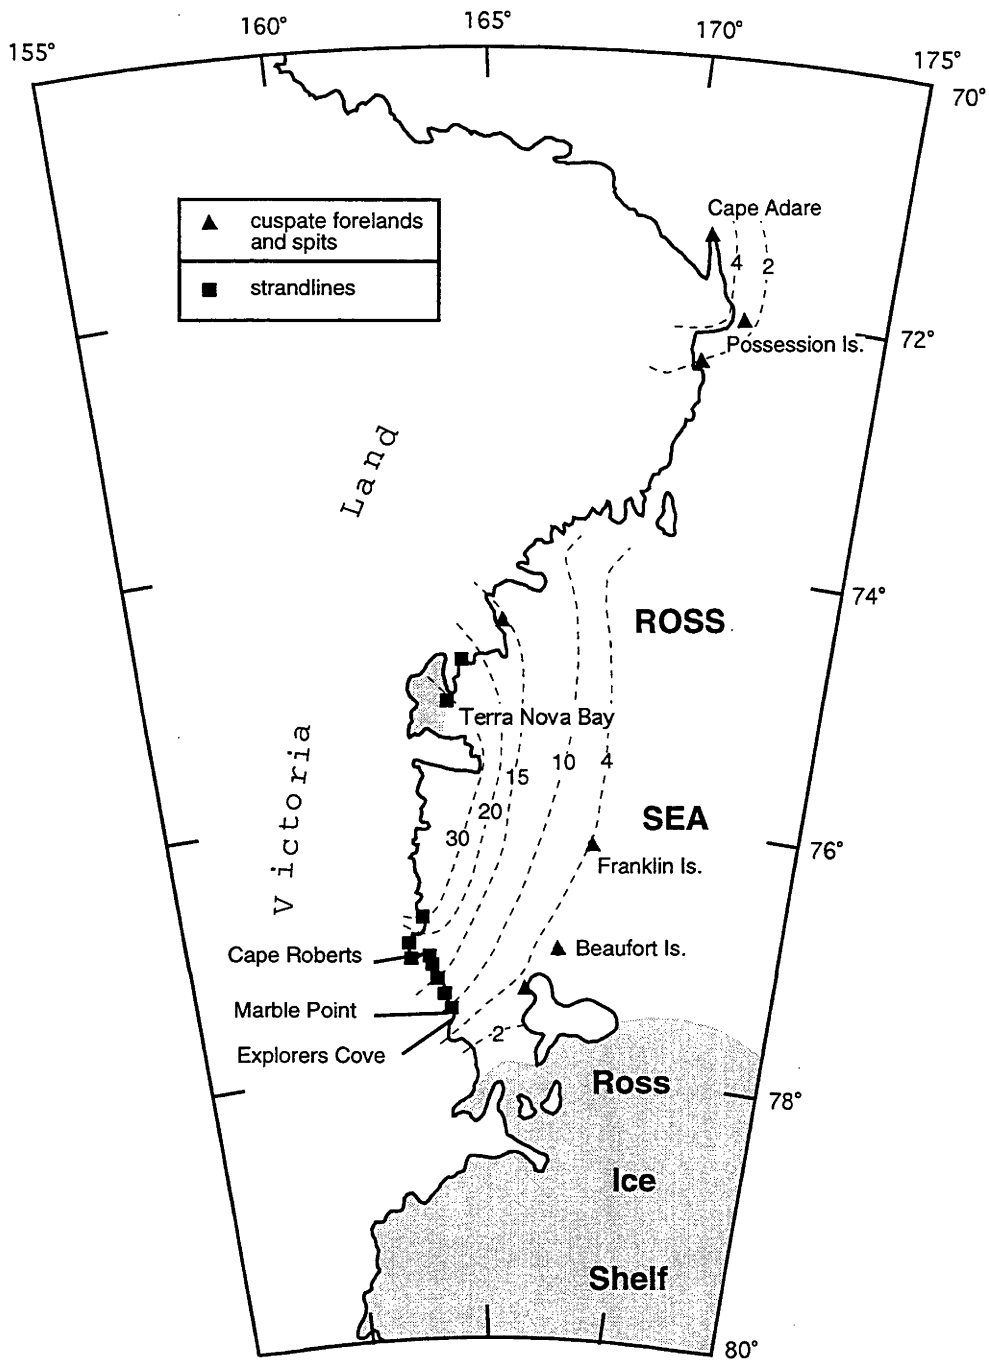 155°
160°
165°
170°
175°
70°
Cape Adare
cuspate forelands
and spits
strandlines
4
2
Possession Is.
72°
Land
74°
ROSS
Terra Nova Bay
15
10
4
20
30
SEA
Victoria
76°
Franklin Is.
Beaufort Is.
Cape Roberts
Marble Point
2
Explorers Cove
Ross
78°
Ice
Shelf
80°